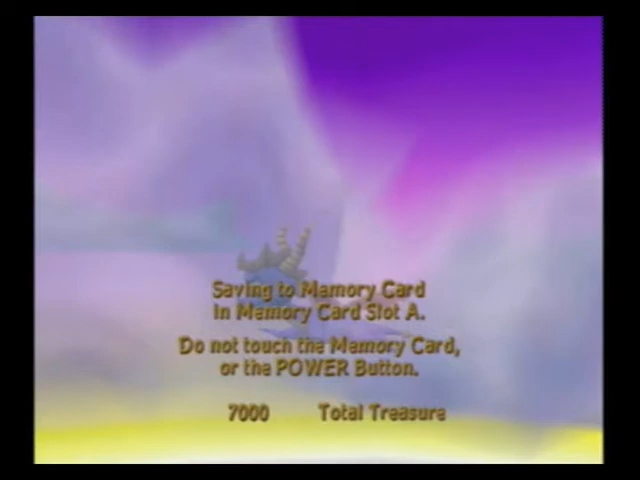 Saving to Memory Card
in Memory Card Slot A.
Do not touch the Memory Card,
or the POWER Button.
7000 Total Treasure